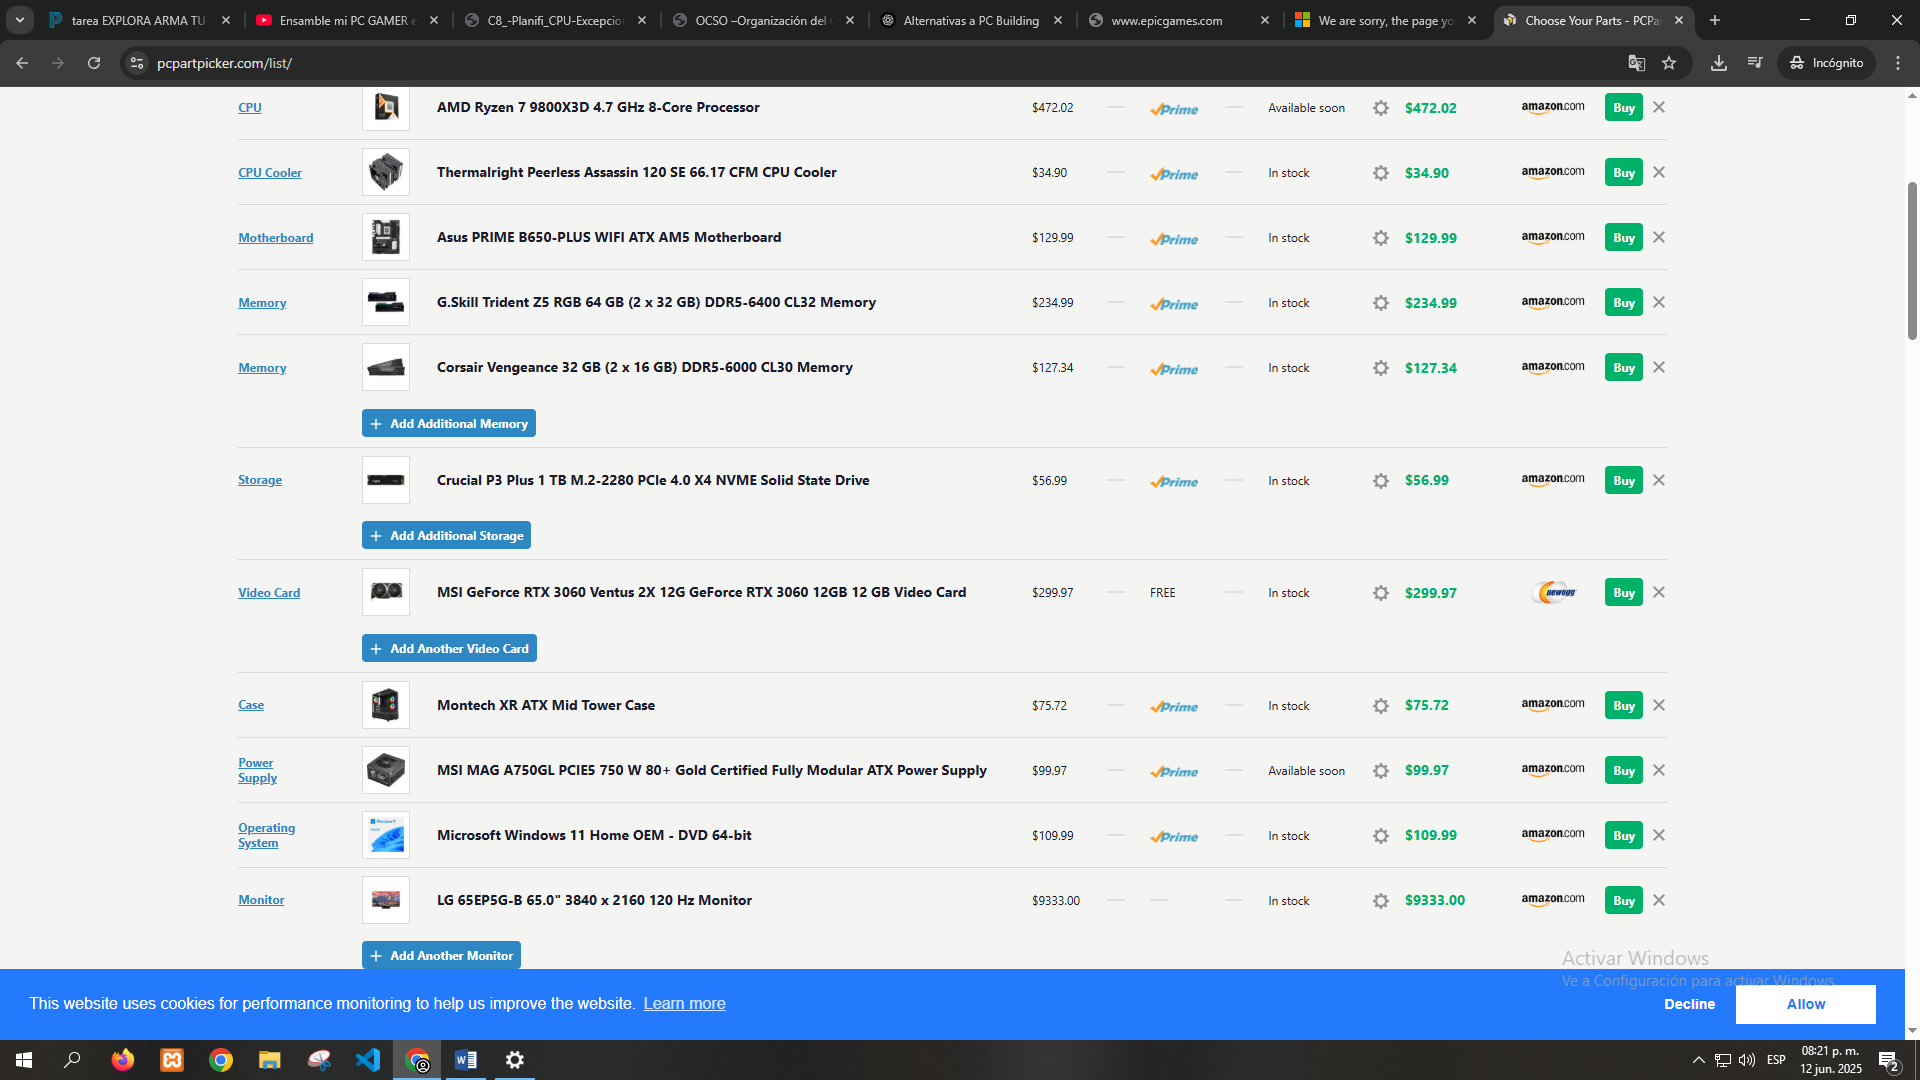 tarea EXPLORA ARMA TU
Ensamble mi PC GAMER e
C8_-Planifi_CPU-Excepcion
OCSO –Organización del
Alternativas a PC Building
www.epicgames.com
We are sorry, the page yo
Choose Your Parts - PCPa
pcpartpicker.com/list/
Incógnito
CPU AMD Ryzen 7 9800X3D 4.7 GHz 8-Core Processor $472.02 Prime Available soon $472.02 amazon.com Buy
CPU Cooler Thermalright Peerless Assassin 120 SE 66.17 CFM CPU Cooler $34.90 Prime In stock $34.90 amazon.com Buy
Motherboard Asus PRIME B650-PLUS WIFI ATX AM5 Motherboard $129.99 Prime In stock $129.99 amazon.com Buy
Memory G.Skill Trident Z5 RGB 64 GB (2 x 32 GB) DDR5-6400 CL32 Memory $234.99 Prime In stock $234.99 amazon.com Buy
Memory Corsair Vengeance 32 GB (2 x 16 GB) DDR5-6000 CL30 Memory $127.34 Prime In stock $127.34 amazon.com Buy
+ Add Additional Memory
Storage Crucial P3 Plus 1 TB M.2-2280 PCIe 4.0 X4 NVME Solid State Drive $56.99 Prime In stock $56.99 amazon.com Buy
+ Add Additional Storage
Video Card MSI GeForce RTX 3060 Ventus 2X 12G GeForce RTX 3060 12GB 12 GB Video Card $299.97 FREE In stock $299.97 newegg Buy
+ Add Another Video Card
Case Montech XR ATX Mid Tower Case $75.72 Prime In stock $75.72 amazon.com Buy
Power Supply MSI MAG A750GL PCIE5 750 W 80+ Gold Certified Fully Modular ATX Power Supply $99.97 Prime Available soon $99.97 amazon.com Buy
Operating System Microsoft Windows 11 Home OEM - DVD 64-bit $109.99 Prime In stock $109.99 amazon.com Buy
Monitor LG 65EP5G-B 65.0" 3840 x 2160 120 Hz Monitor $9333.00 In stock $9333.00 amazon.com Buy
+ Add Another Monitor
Activar Windows
Ve a Configuración para activar Windows.
This website uses cookies for performance monitoring to help us improve the website. Learn more
Decline
Allow
ESP
08:21 p. m.
12 jun. 2025
2